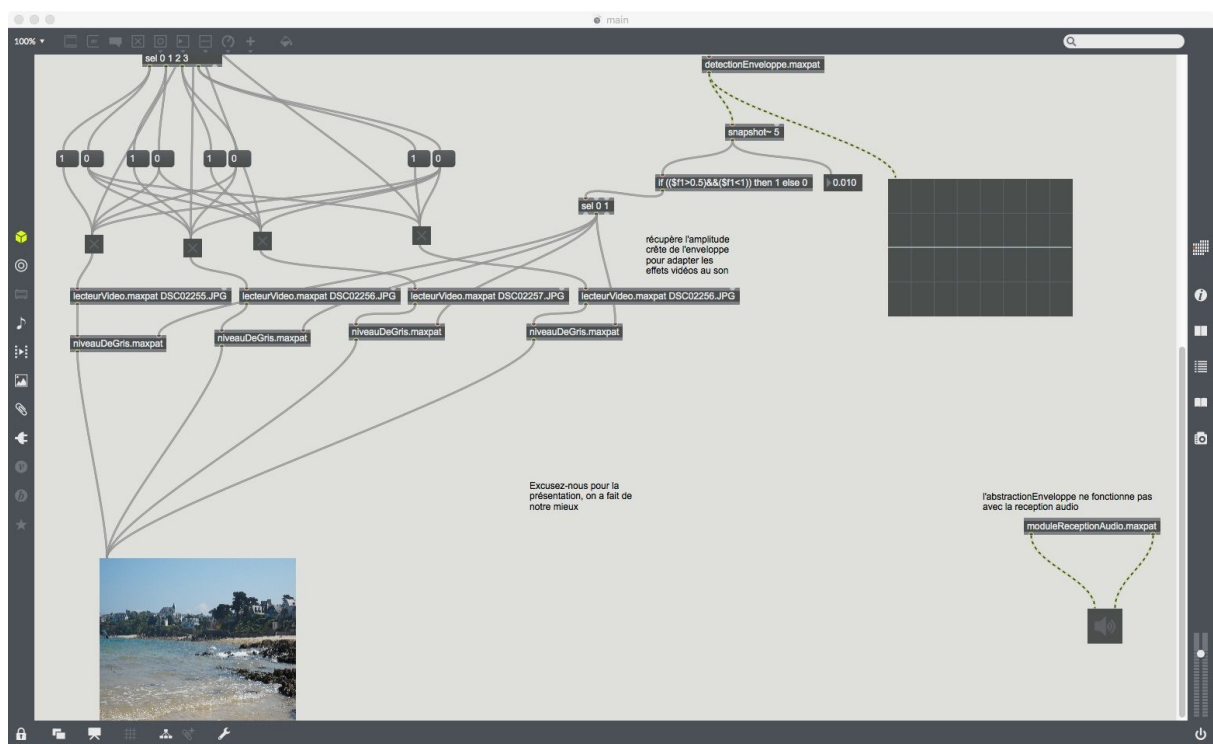 main
100%
sel 0 1 2 3
detectionEnveloppe.maxpat
snapshot~ 5
1 0 1 0 1 0 1 0
if (($f1>0.5)&&($f1<1)) then 1 else 0
0.010
sel 0 1
récupère l'amplitude
crête de l'enveloppe
pour adapter les
effets vidéos au son
lecteurVideo.maxpat DSC02255.JPG
lecteurVideo.maxpat DSC02256.JPG
lecteurVideo.maxpat DSC02257.JPG
lecteurVideo.maxpat DSC02256.JPG
niveauDeGris.maxpat
niveauDeGris.maxpat
niveauDeGris.maxpat
niveauDeGris.maxpat
Excusez-nous pour la
présentation, on a fait de
notre mieux
l'abstractionEnveloppe ne fonctionne pas
avec la reception audio
moduleReceptionAudio.maxpat